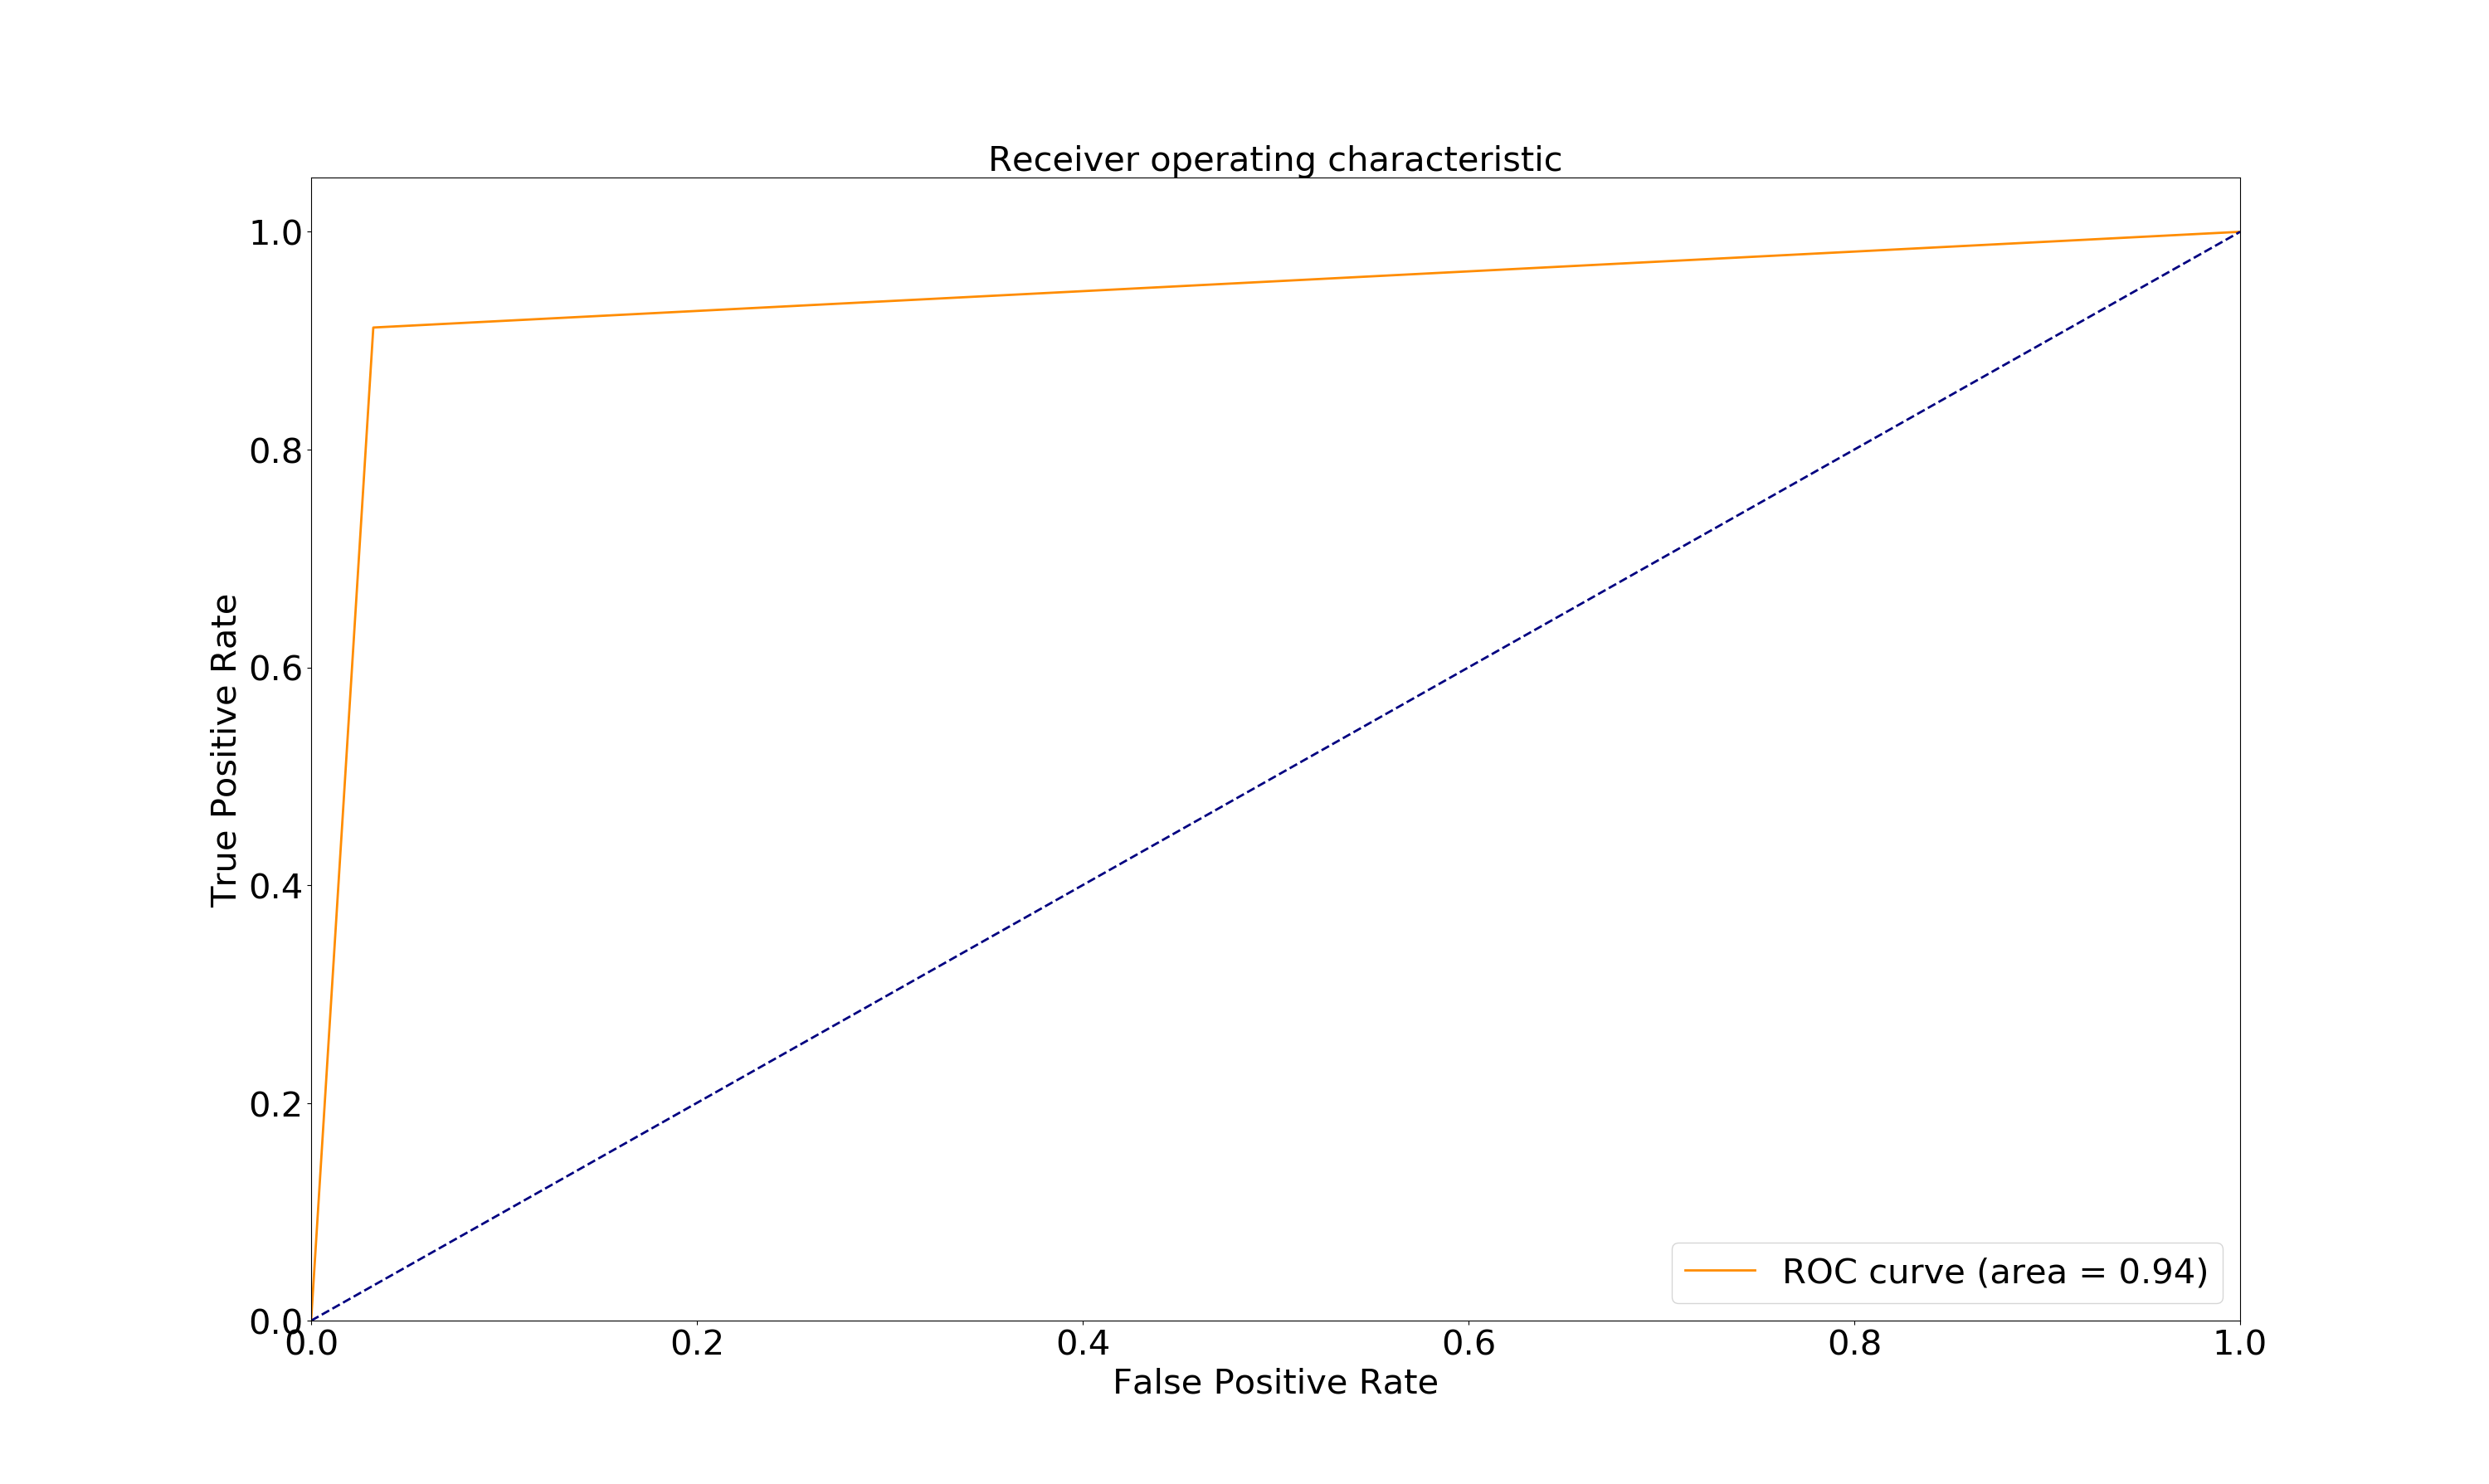 Receiver operating characteristic
1.0
0.8
0.6
0.4
0.2
0.0
True Positive Rate
0.0 0.2 0.4 0.6 0.8 1.0
False Positive Rate
ROC curve (area = 0.94)